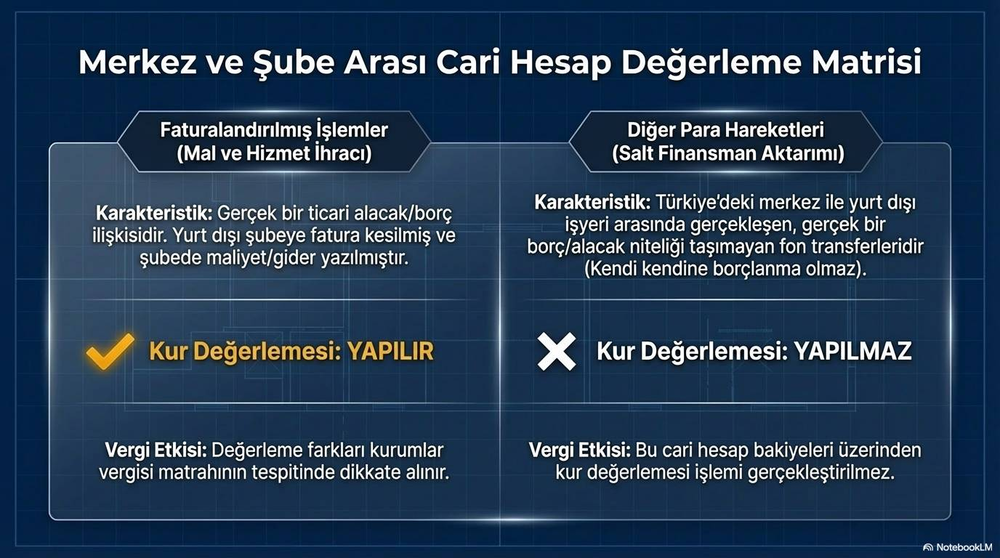 Merkez ve Şube Arası Cari Hesap Değerleme Matrisi
Faturalandırılmış İşlemler
(Mal ve Hizmet İhracı)
Karakteristik: Gerçek bir ticari alacak/borç
ilişkisidir. Yurt dışı şubeye fatura kesilmiş ve
şubede maliyet/gider yazılmıştır.
Kur Değerlemesi: YAPILIR
Vergi Etkisi: Değerleme farkları kurumlar
vergisi matrahının tespitinde dikkate alınır.
Diğer Para Hareketleri
(Salt Finansman Aktarımı)
Karakteristik: Türkiye'deki merkez ile yurt dışı
işyeri arasında gerçekleşen, gerçek bir
borç/alacak niteliği taşımayan fon transferleridir
(Kendi kendine borçlanma olmaz).
Kur Değerlemesi: YAPILMAZ
Vergi Etkisi: Bu cari hesap bakiyeleri üzerinden
kur değerlemesi işlemi gerçekleştirilmez.
NotebookLM